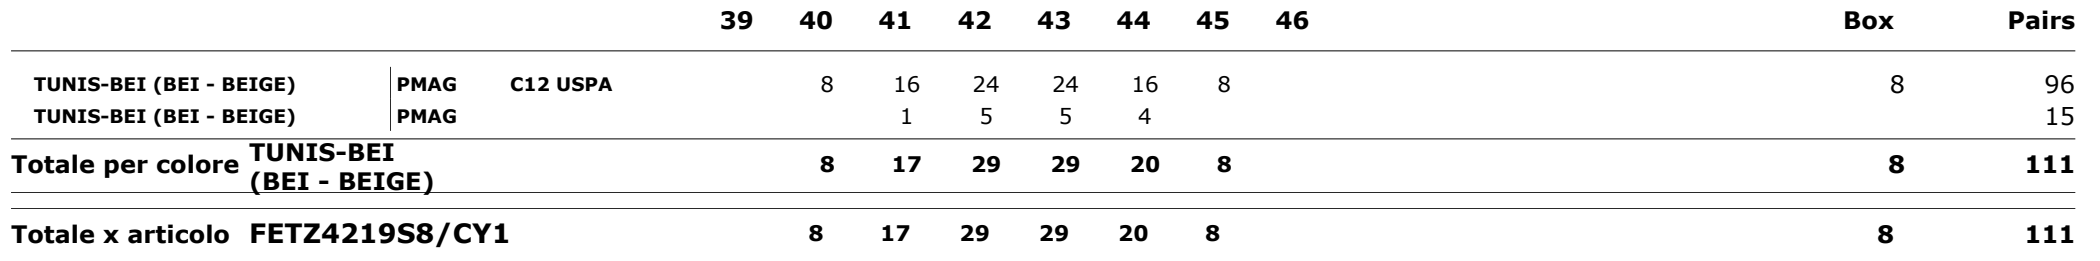 39 40 41 42 43 44 45 46 Box Pairs
TUNIS-BEI (BEI - BEIGE) PMAG C12 USPA 8 16 24 24 16 8 8 96
TUNIS-BEI (BEI - BEIGE) PMAG 1 5 5 4 15
Totale per colore TUNIS-BEI 8 17 29 29 20 8 8 111
(BEI - BEIGE)
Totale x articolo FETZ4219S8/CY1 8 17 29 29 20 8 8 111